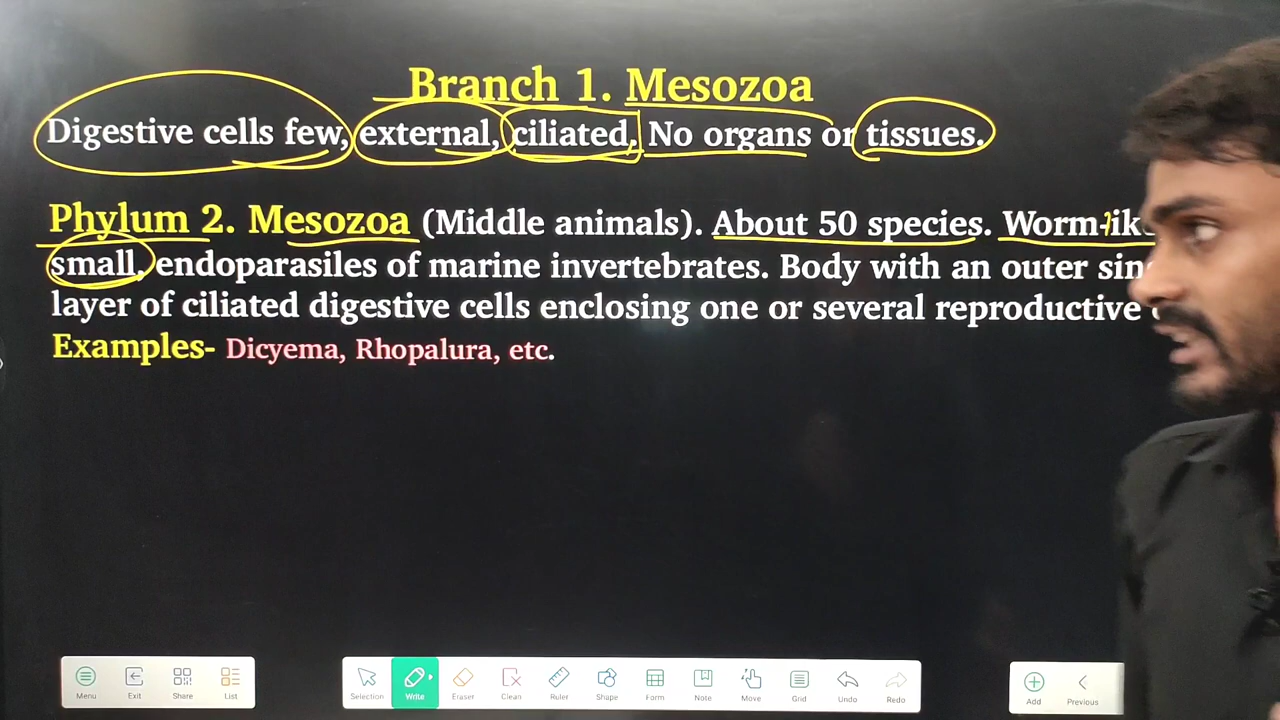 Branch 1. Mesozoa
Digestive cells few, external, ciliated, No organs or tissues.
Phylum 2. Mesozoa (Middle animals). About 50 species.
small, endoparasiles of marine invertebrates. Body with an outer
layer of ciliated digestive cells enclosing one or several reproductive
Examples- Dicyema, Rhopalura, etc.
Menu Exit Share List Selection Write Eraser Clean Ruler Shape Form Note Move Grid Undo Redo Add Previous